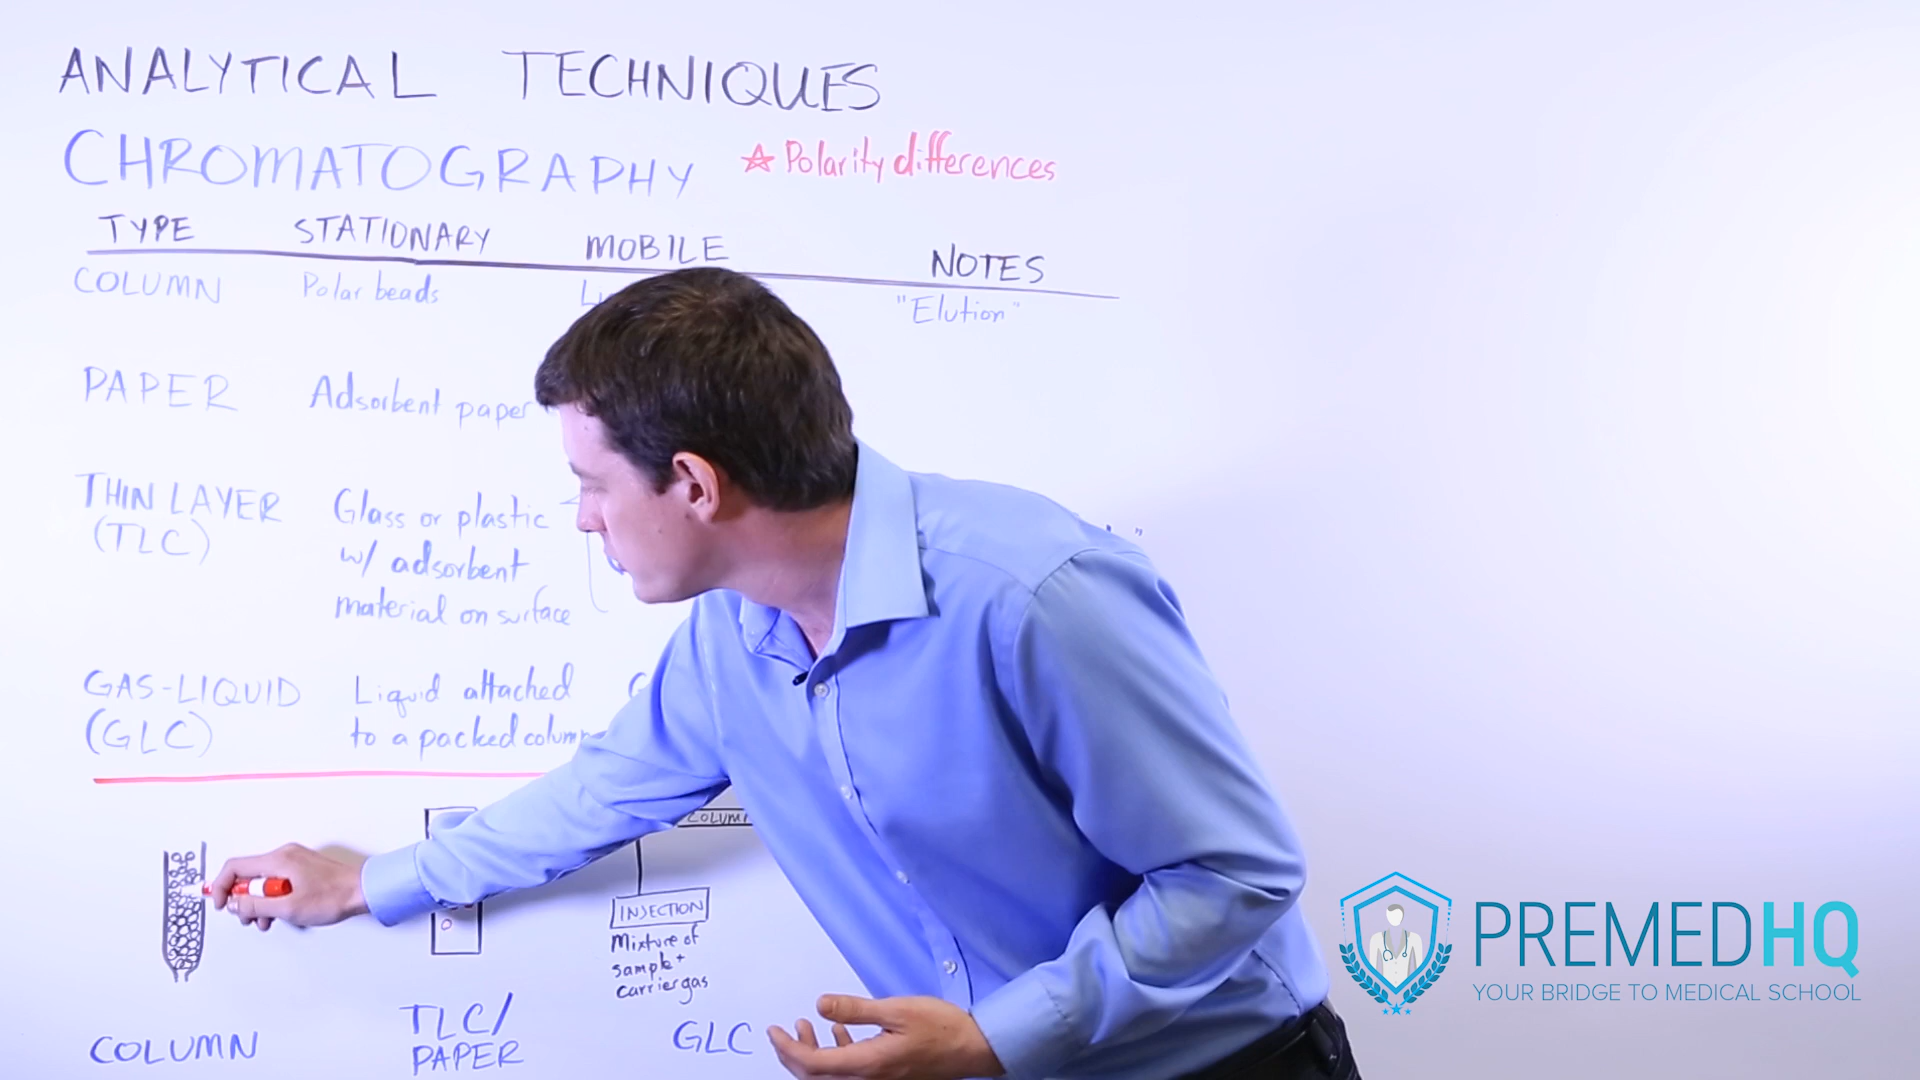 ANALYTICAL TECHNIQUES
CHROMATOGRAPHY ☆ Polarity differences
TYPE STATIONARY MOBILE NOTES
COLUMN Polar beads "Elution"
PAPER Adsorbent paper
THIN LAYER Glass or plastic
(TLC) w/ adsorbent
material on surface
GAS-LIQUID Liquid attached
(GLC) to a packed column
COLUMN
INJECTION
Mixture of
sample +
carrier gas
COLUMN
TLC/
PAPER
GLC
PREMEDHQ
YOUR BRIDGE TO MEDICAL SCHOOL